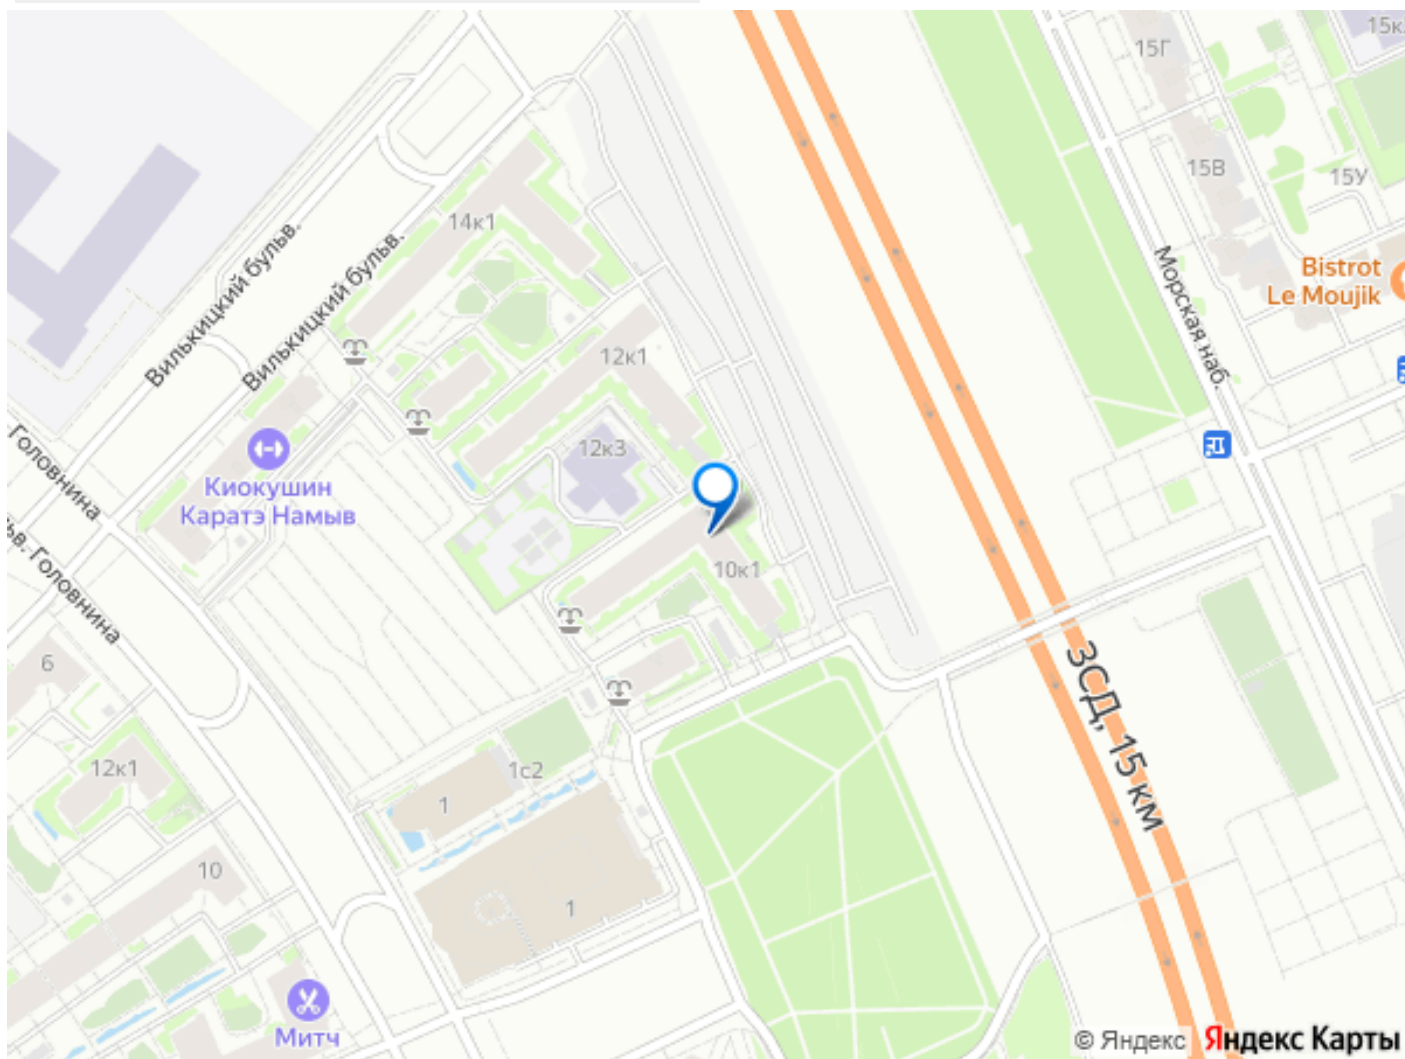 15к
15Г
15В
15У
14к1
Вилькицкий бульв.
Вилькицкий бульв.
Bistrot
Le Moujik
Морская наб.
12к1
12к3
Головнина
Киокушин
Каратэ Намыв
ьв. Головнина
10к1
6
ЗСД, 15 км
12к1
1с2
1
10
1
Митч
© Яндекс
Яндекс Карты